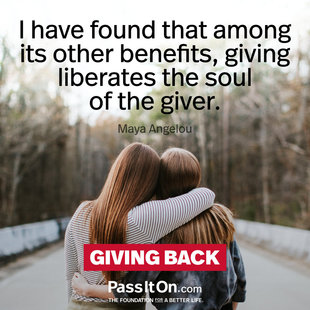 I have found that among
its other benefits, giving
liberates the soul
of the giver.
Maya Angelou
GIVING BACK
PassItOn.com
THE FOUNDATION FOR A BETTER LIFE.